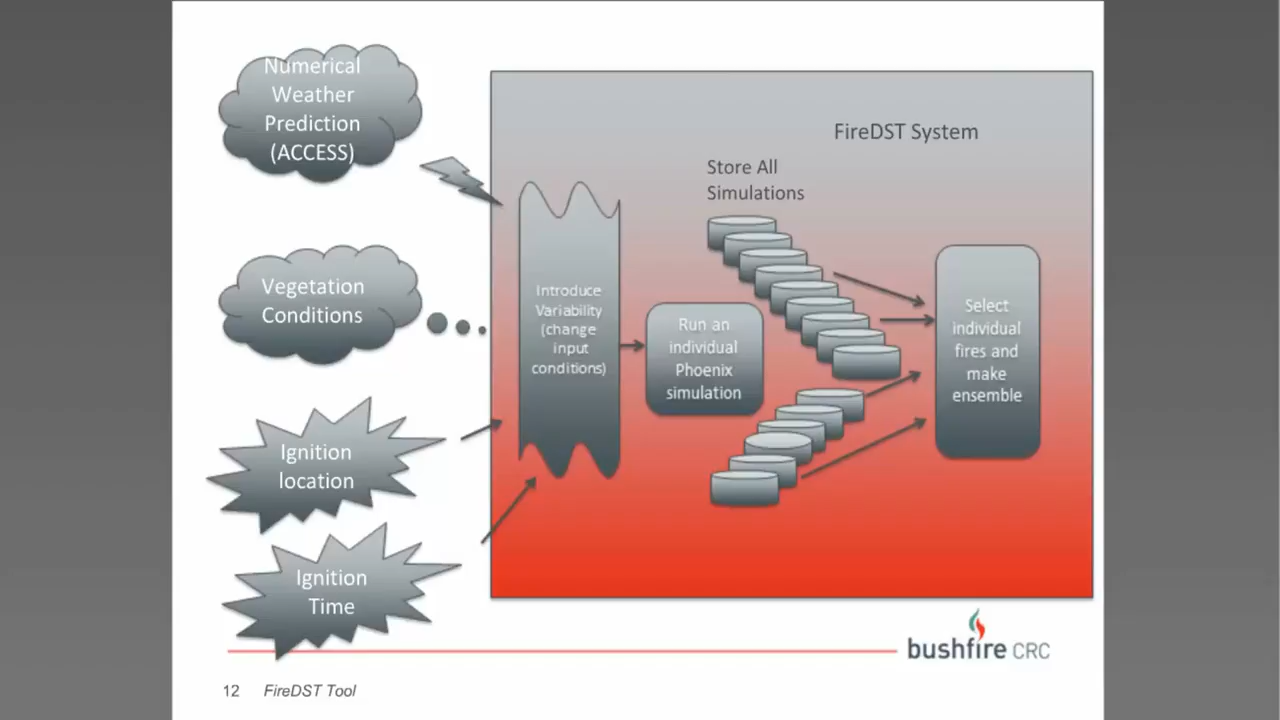 Numerical
Weather
Prediction
(ACCESS)
Vegetation
Conditions
Ignition
location
Ignition
Time
FireDST System
Store All
Simulations
Introduce
Variability
(change
input
conditions)
Run an
individual
Phoenix
simulation
Select
individual
fires and
make
ensemble
bushfire CRC
12 FireDST Tool